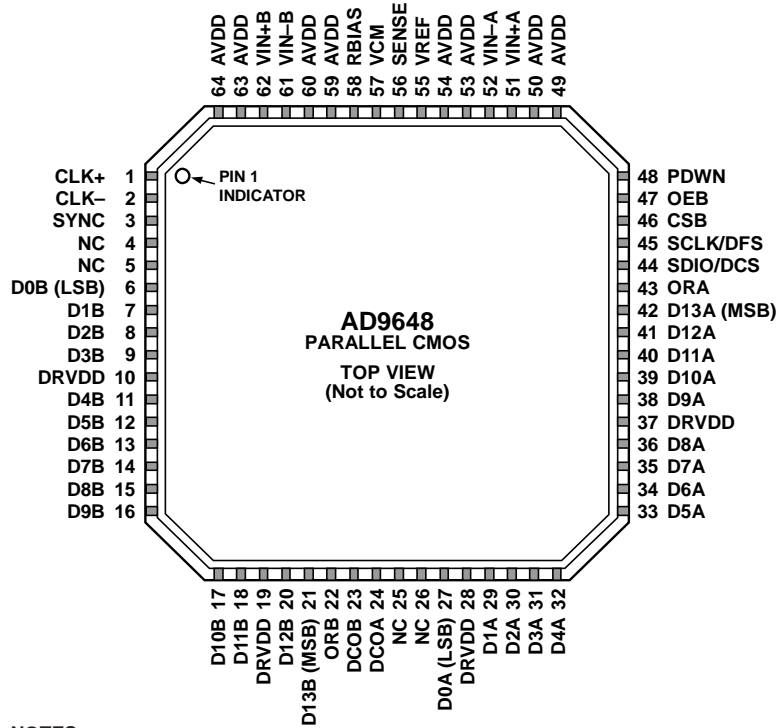 64 AVDD
63 AVDD
62 VIN+B
61 VIN–B
60 AVDD
59 AVDD
58 RBIAS
57 VCM
56 SENSE
55 VREF
54 AVDD
53 AVDD
52 VIN–A
51 VIN+A
50 AVDD
49 AVDD
CLK+ 1
CLK– 2
SYNC 3
NC 4
NC 5
D0B (LSB) 6
D1B 7
D2B 8
D3B 9
DRVDD 10
D4B 11
D5B 12
D6B 13
D7B 14
D8B 15
D9B 16
PIN 1
INDICATOR
AD9648
PARALLEL CMOS
TOP VIEW
(Not to Scale)
48 PDWN
47 OEB
46 CSB
45 SCLK/DFS
44 SDIO/DCS
43 ORA
42 D13A (MSB)
41 D12A
40 D11A
39 D10A
38 D9A
37 DRVDD
36 D8A
35 D7A
34 D6A
33 D5A
D10B 17
D11B 18
DRVDD 19
D12B 20
D13B (MSB) 21
ORB 22
DCOB 23
DCOA 24
NC 25
NC 26
D0A (LSB) 27
DRVDD 28
D1A 29
D2A 30
D3A 31
D4A 32